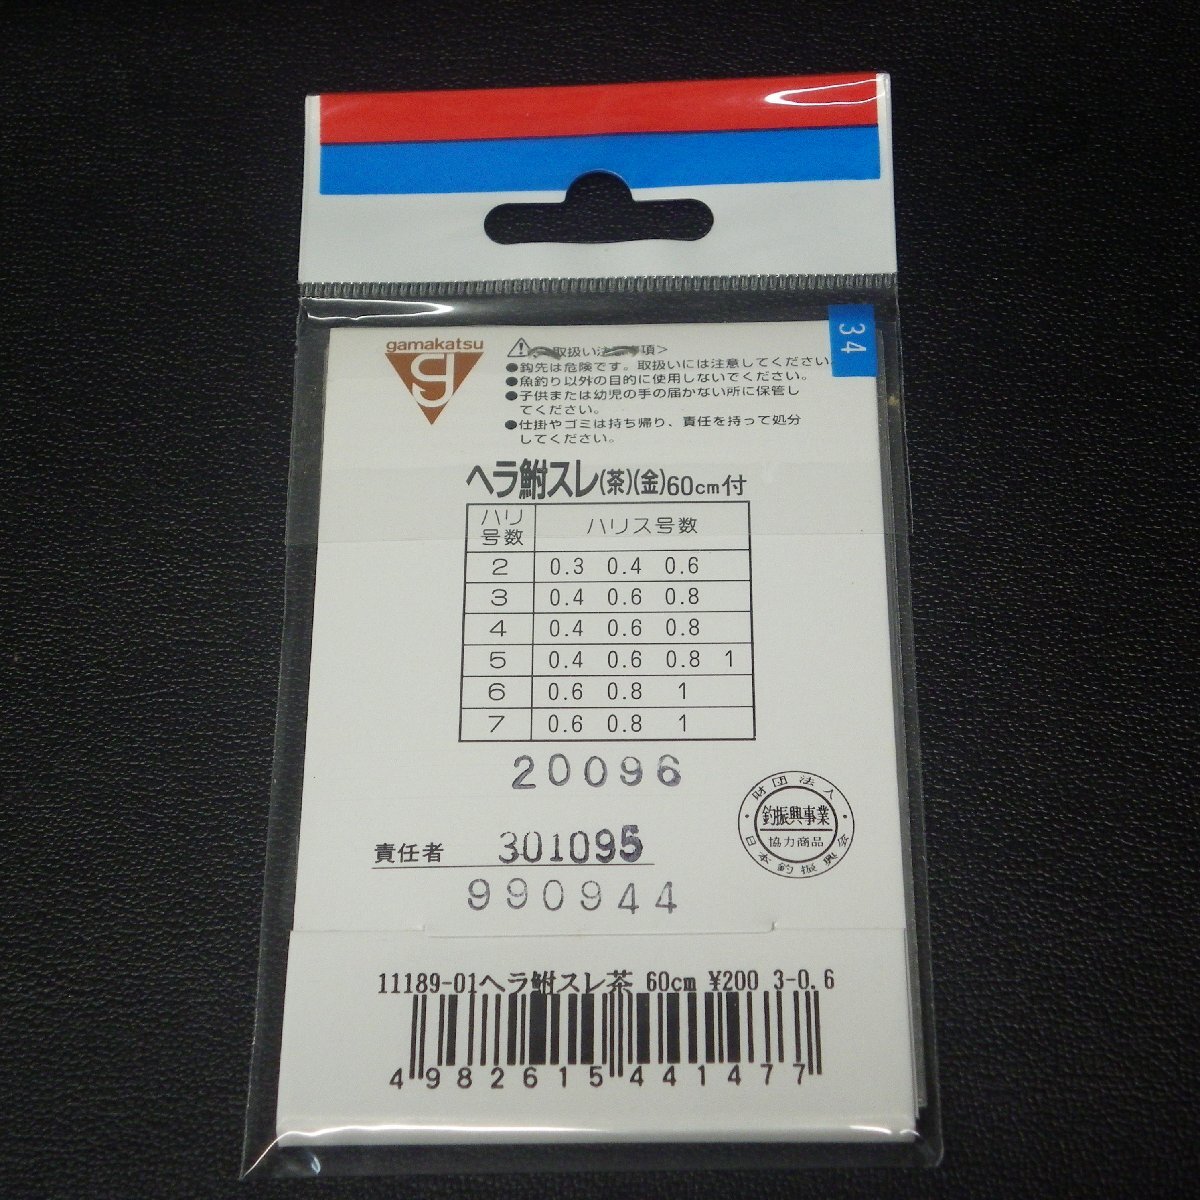 34
gamakatsu
g
取扱い注意事項>
●鈎先は危険です。取扱いには注意してください
●魚釣り以外の目的に使用しないでください。
●子供または幼児の手の届かない所に保管し
てください。
●仕掛やゴミは持ち帰り、責任を持って処分
してください。
ヘラ鮒スレ(茶)(金)60cm付
ハリ号数 ハリス号数
2 0.3 0.4 0.6
3 0.4 0.6 0.8
4 0.4 0.6 0.8
5 0.4 0.6 0.8 1
6 0.6 0.8 1
7 0.6 0.8 1
20096
財団法人
釣振興事業
協力商品
日本釣振興会
責任者 301095
990944
11189-01ヘラ鮒スレ茶 60cm ¥200 3-0.6
4982615441477